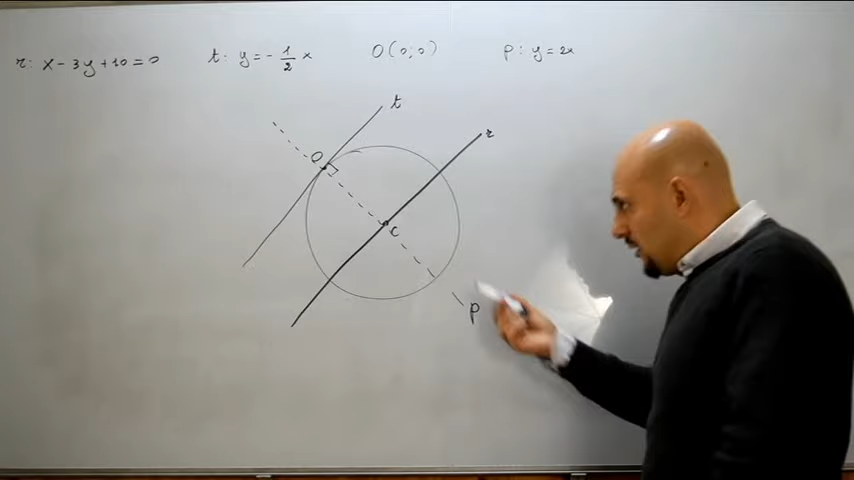 r: x - 3y + 10 = 0 t: y = - 1/2 x O(0;0) p: y = 2x
t
r
O
C
p